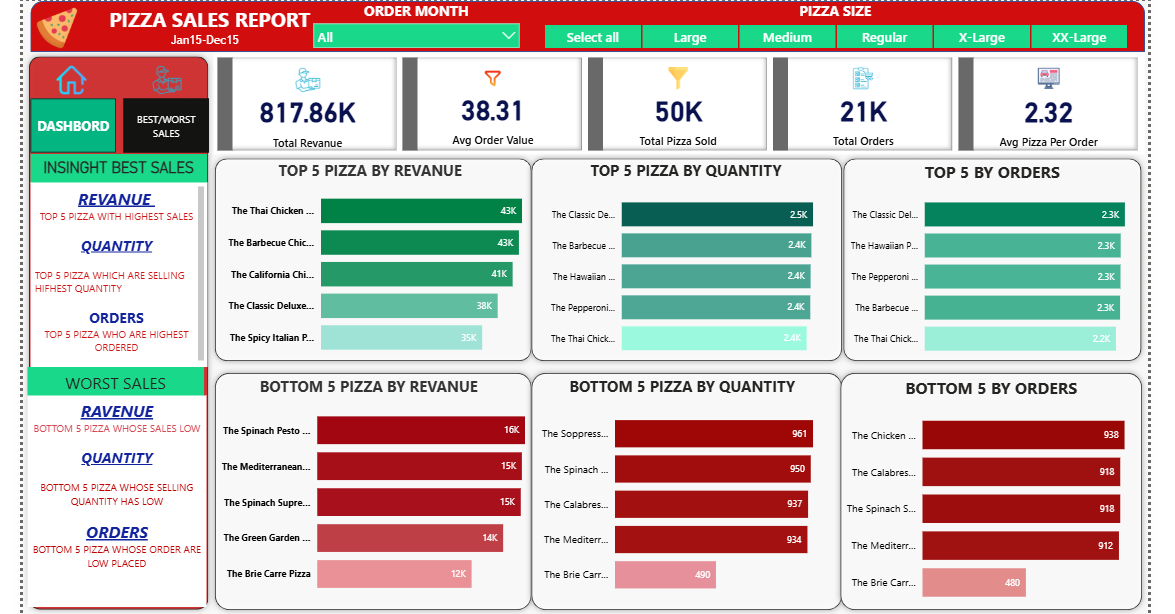 PIZZA SALES REPORT
Jan15-Dec15
ORDER MONTH
All
PIZZA SIZE
Select all
Large
Medium
Regular
X-Large
XX-Large
DASHBORD
BEST/WORST
SALES
817.86K
Total Revenue
38.31
Avg Order Value
50K
Total Pizza Sold
21K
Total Orders
2.32
Avg Pizza Per Order
INSINGHT BEST SALES
REVANUE
TOP 5 PIZZA WITH HIGHEST SALES
QUANTITY
TOP 5 PIZZA WHICH ARE SELLING
HIFHEST QUANTITY
ORDERS
TOP 5 PIZZA WHO ARE HIGHEST
ORDERED
WORST SALES
RAVENUE
BOTTOM 5 PIZZA WHOSE SALES LOW
QUANTITY
BOTTOM 5 PIZZA WHOSE SELLING
QUANTITY HAS LOW
ORDERS
BOTTOM 5 PIZZA WHOSE ORDER ARE
LOW PLACED
TOP 5 PIZZA BY REVANUE
The Thai Chicken ... 43K
The Barbecue Chic... 43K
The California Chi... 41K
The Classic Deluxe... 38K
The Spicy Italian P... 35K
TOP 5 PIZZA BY QUANTITY
The Classic De... 2.5K
The Barbecue ... 2.4K
The Hawaiian ... 2.4K
The Pepperoni... 2.4K
The Thai Chick... 2.4K
TOP 5 BY ORDERS
The Classic Del... 2.3K
The Hawaiian P... 2.3K
The Pepperoni ... 2.3K
The Barbecue ... 2.3K
The Thai Chick... 2.2K
BOTTOM 5 PIZZA BY REVANUE
The Spinach Pesto ... 16K
The Mediterranean... 15K
The Spinach Supre... 15K
The Green Garden ... 14K
The Brie Carre Pizza 12K
BOTTOM 5 PIZZA BY QUANTITY
The Soppress... 961
The Spinach ... 950
The Calabres... 937
The Mediterr... 934
The Brie Carr... 490
BOTTOM 5 BY ORDERS
The Chicken ... 938
The Calabres... 918
The Spinach S... 918
The Mediterr... 912
The Brie Carr... 480